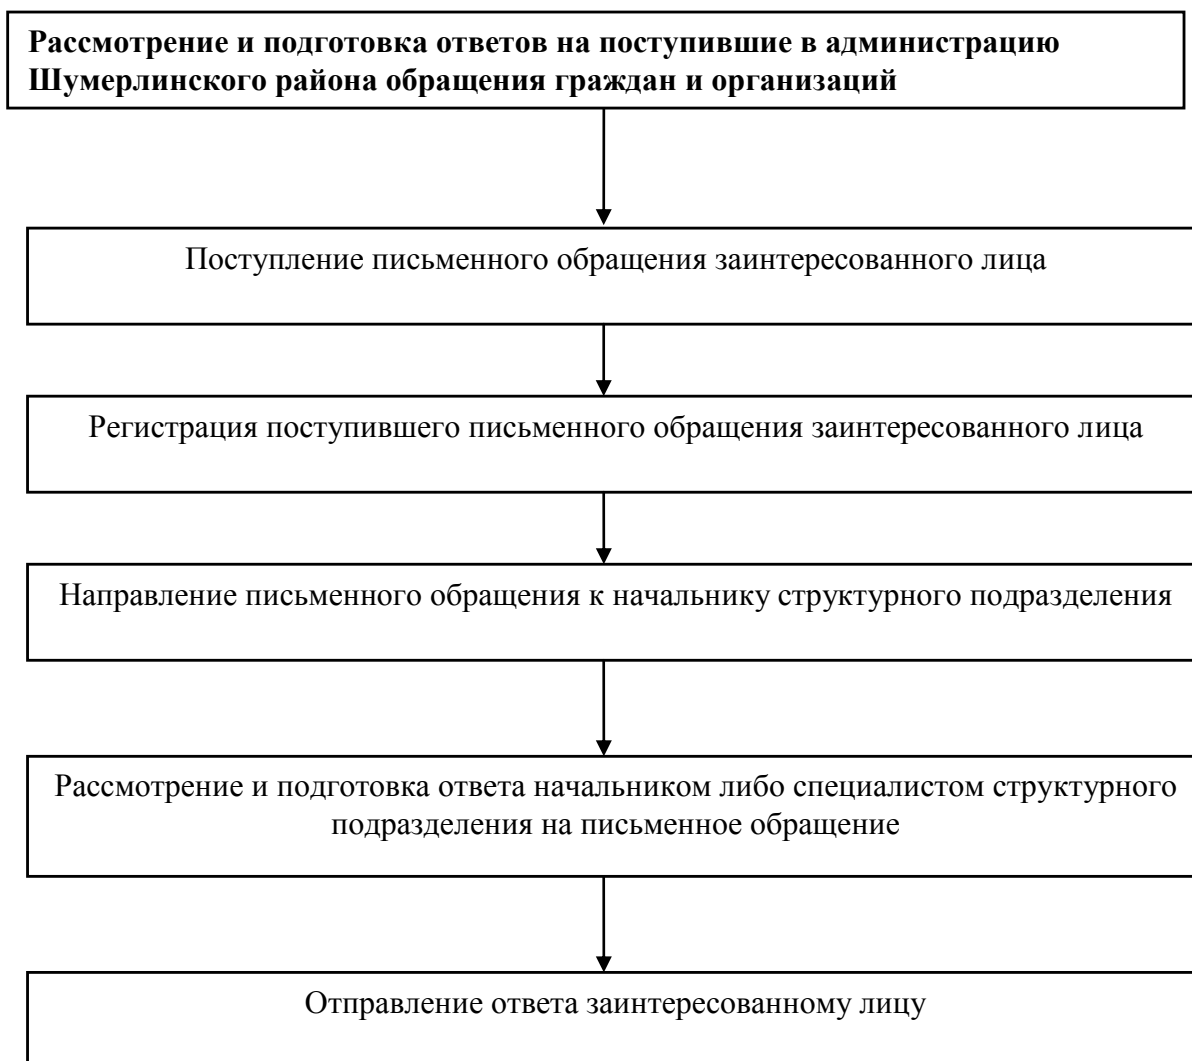 Рассмотрение и подготовка ответов на поступившие в администрацию
Шумерлинского района обращения граждан и организаций
Поступление письменного обращения заинтересованного лица
Регистрация поступившего письменного обращения заинтересованного лица
Направление письменного обращения к начальнику структурного подразделения
Рассмотрение и подготовка ответа начальником либо специалистом структурного
подразделения на письменное обращение
Отправление ответа заинтересованному лицу